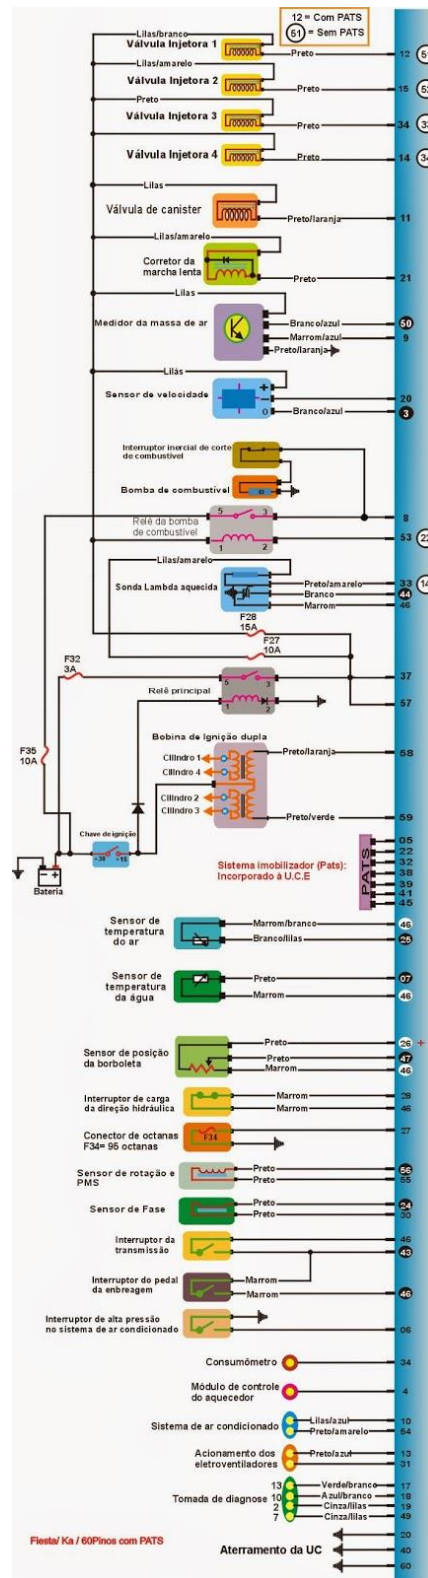 12 = Com PATS
51 = Sem PATS
Lilas/branco
Válvula Injetora 1
Preto
12
Lilas/amarelo
Válvula Injetora 2
Preto
15
Preto
Válvula Injetora 3
Preto
34
Válvula Injetora 4
Preto
14
Lilas
Válvula de canister
Preto/laranja
11
Lilas/amarelo
Corretor da
marcha lenta
Preto
21
Lilas
Medidor da massa de ar
Branco/azul
50
Marrom/azul
9
Preto/laranja
Lilás
Sensor de velocidade
+
–
20
0
Branco/azul
3
Interruptor inercial de corte
de combustível
Bomba de combustível
5
3
8
Relé da bomba
de combustível
1
2
53
22
Lilas/amarelo
Sonda Lambda aquecida
Preto/amarelo
33
14
Branco
44
Marrom
46
F28
15A
F27
10A
F32
3A
5
3
37
Relé principal
1
2
57
Bobina de Ignição dupla
F35
10A
Cilindro 1
Cilindro 4
Cilindro 2
Cilindro 3
Preto/laranja
58
Preto/verde
59
Chave de ignição
-30
-15
- +
Bateria
Sistema imobilizador (Pats):
Incorporado à U.C.E
PATS
05
22
32
38
39
41
45
Sensor de
temperatura
do ar
Marrom/branco
46
Branco/lilas
25
Sensor de
temperatura
da água
Preto
07
Marrom
46
Sensor de posição
da borboleta
Preto
26 +
Preto
47
Marrom
46
Interruptor de carga
da direção hidráulica
Marrom
28
Marrom
46
Conector de octanas
F34= 95 octanas
F34
27
Sensor de rotação e
PMS
Preto
56
Preto
55
Sensor de Fase
Preto
24
Preto
30
Interruptor da
transmissão
46
43
Interruptor do pedal
da enbreagem
Marrom
Marrom
46
Interruptor de alta pressão
no sistema de ar condicionado
06
Consumômetro
34
Módulo de controle
do aquecedor
4
Sistema de ar condicionado
Lilas/azul
10
Preto/amarelo
54
Acionamento dos
eletroventiladores
Preto/azul
13
31
Tomada de diagnose
13
Verde/branco
17
10
Azul/branco
18
2
Cinza/lilas
19
7
Cinza/lilas
49
Fiesta/ Ka / 60Pinos com PATS
Aterramento da UC
20
40
60